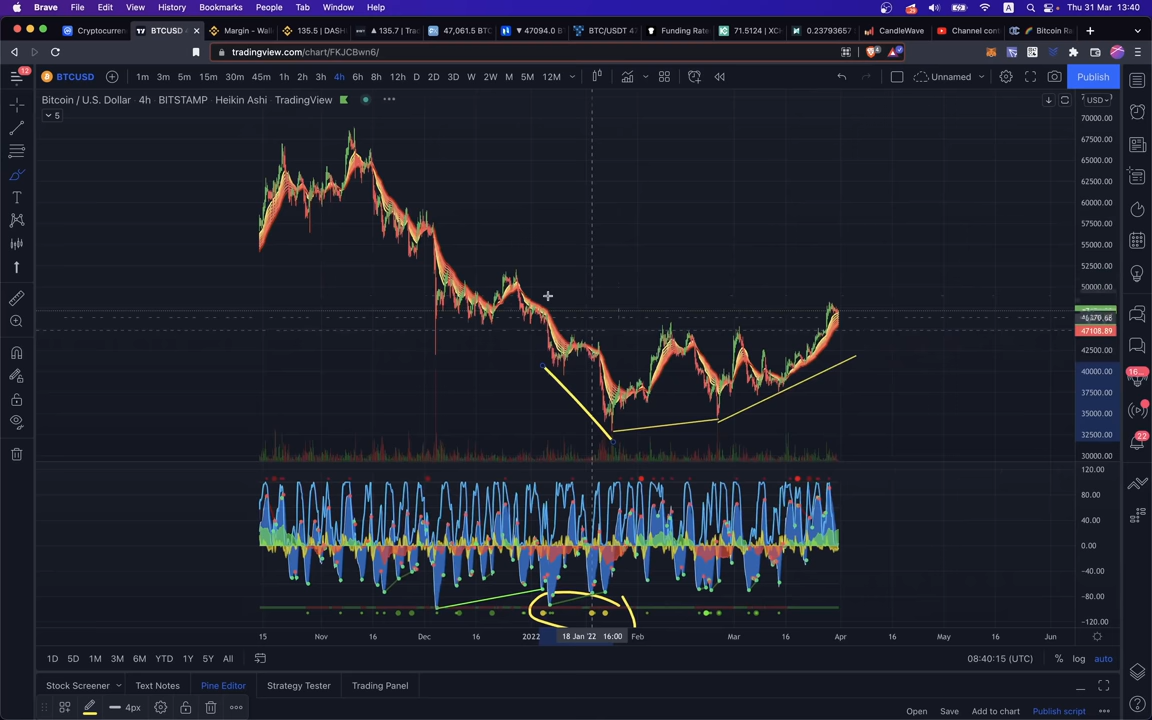 Brave File Edit View History Bookmarks People Tab Window Help Thu 31 Mar 13:40
Cryptocurren BTCUSD Margin - Wall 135.5 | DASH 135.7 | Trac 47,061.5 BTC 47094.0 B BTC/USDT 47 Funding Rate 71.5124 | XC 0.23793657 CandleWave Channel cont Bitcoin Ra
tradingview.com/chart/FKJCBwn6/
12 BTCUSD 1m 3m 5m 15m 30m 45m 1h 2h 3h 4h 6h 8h 12h D 2D 3D W 2W M 5M 12M Unnamed Publish
Bitcoin / U.S. Dollar 4h BITSTAMP Heikin Ashi TradingView USD
5
70000.00
67500.00
65000.00
62500.00
60000.00
57500.00
55000.00
52500.00
50000.00
47108.89
42500.00
40000.00
16
37500.00
35000.00
22
32500.00
30000.00
120.00
80.00
40.00
0.00
−40.00
−80.00
−120.00
15 Nov 16 Dec 16 2022 18 Jan '22 16:00 Feb Mar 16 Apr 16 May 16 Jun
1D 5D 1M 3M 6M YTD 1Y 5Y All 08:40:15 (UTC) % log auto
Stock Screener Text Notes Pine Editor Strategy Tester Trading Panel
4px Open Save Add to chart Publish script